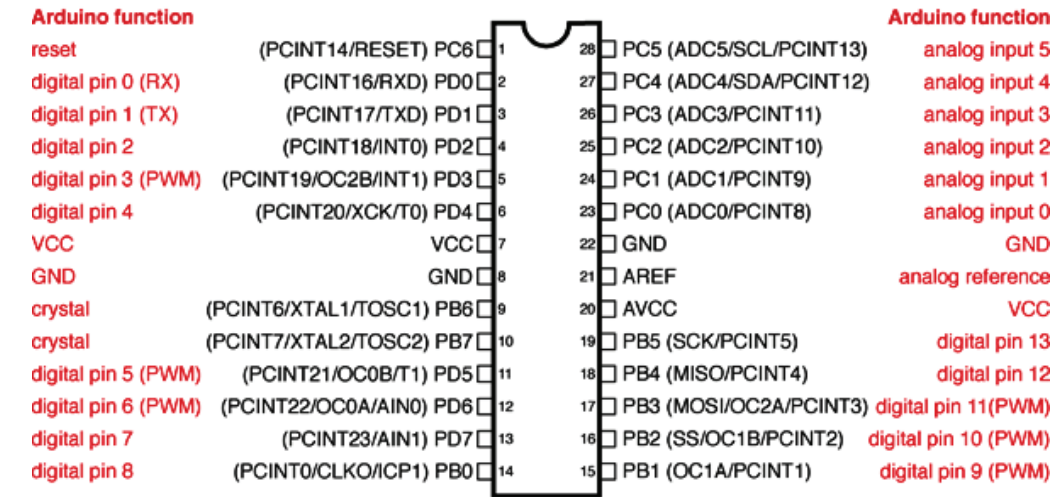 Arduino function Arduino function
reset (PCINT14/RESET) PC6 1 28 PC5 (ADC5/SCL/PCINT13) analog input 5
digital pin 0 (RX) (PCINT16/RXD) PD0 2 27 PC4 (ADC4/SDA/PCINT12) analog input 4
digital pin 1 (TX) (PCINT17/TXD) PD1 3 26 PC3 (ADC3/PCINT11) analog input 3
digital pin 2 (PCINT18/INT0) PD2 4 25 PC2 (ADC2/PCINT10) analog input 2
digital pin 3 (PWM) (PCINT19/OC2B/INT1) PD3 5 24 PC1 (ADC1/PCINT9) analog input 1
digital pin 4 (PCINT20/XCK/T0) PD4 6 23 PC0 (ADC0/PCINT8) analog input 0
VCC VCC 7 22 GND GND
GND GND 8 21 AREF analog reference
crystal (PCINT6/XTAL1/TOSC1) PB6 9 20 AVCC VCC
crystal (PCINT7/XTAL2/TOSC2) PB7 10 19 PB5 (SCK/PCINT5) digital pin 13
digital pin 5 (PWM) (PCINT21/OC0B/T1) PD5 11 18 PB4 (MISO/PCINT4) digital pin 12
digital pin 6 (PWM) (PCINT22/OC0A/AIN0) PD6 12 17 PB3 (MOSI/OC2A/PCINT3) digital pin 11(PWM)
digital pin 7 (PCINT23/AIN1) PD7 13 16 PB2 (SS/OC1B/PCINT2) digital pin 10 (PWM)
digital pin 8 (PCINT0/CLKO/ICP1) PB0 14 15 PB1 (OC1A/PCINT1) digital pin 9 (PWM)